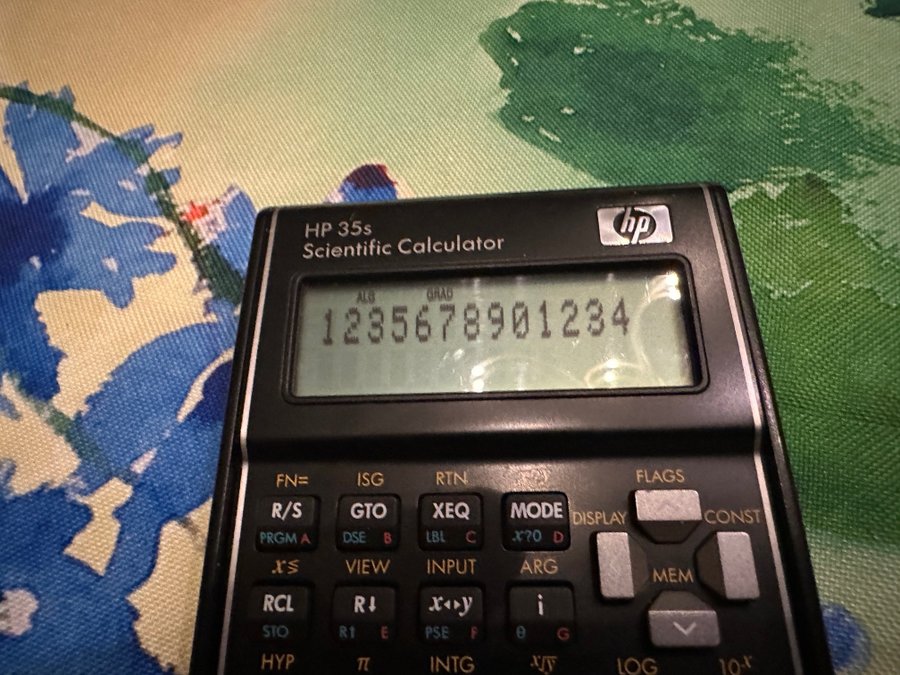 HP 35s
Scientific Calculator
hp
ALG GRAD
1235678901234
FN= ISG RTN FLAGS
R/S GTO XEQ MODE DISPLAY CONST
PRGM A DSE B LBL C x?0 D
x≶ VIEW INPUT ARG MEM
RCL R↓ x<>y i
STO R↑ E PSE F θ G
HYP π INTG LOG 10ˣ